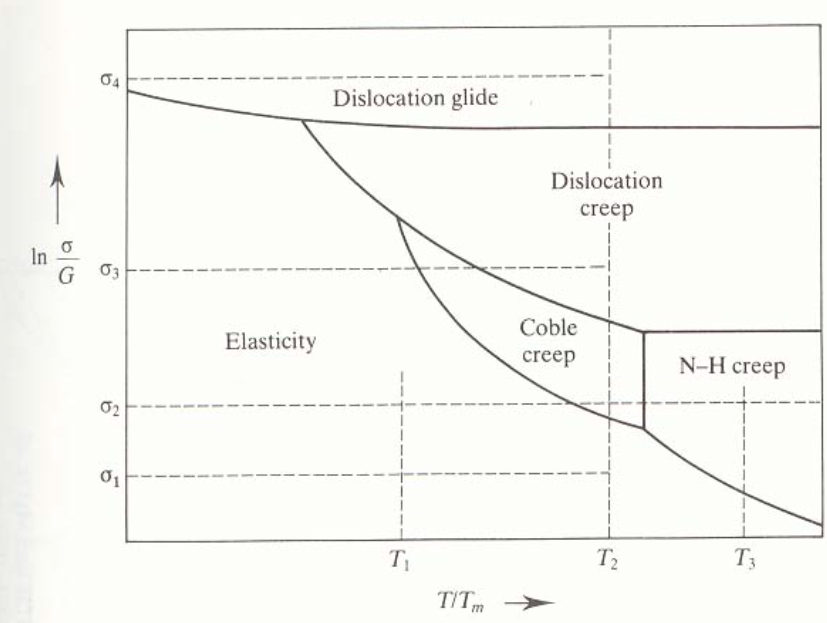 σ4
Dislocation glide
Dislocation
creep
ln σ/G
σ3
Elasticity
Coble
creep
N–H creep
σ2
σ1
T1
T2
T3
T/Tm